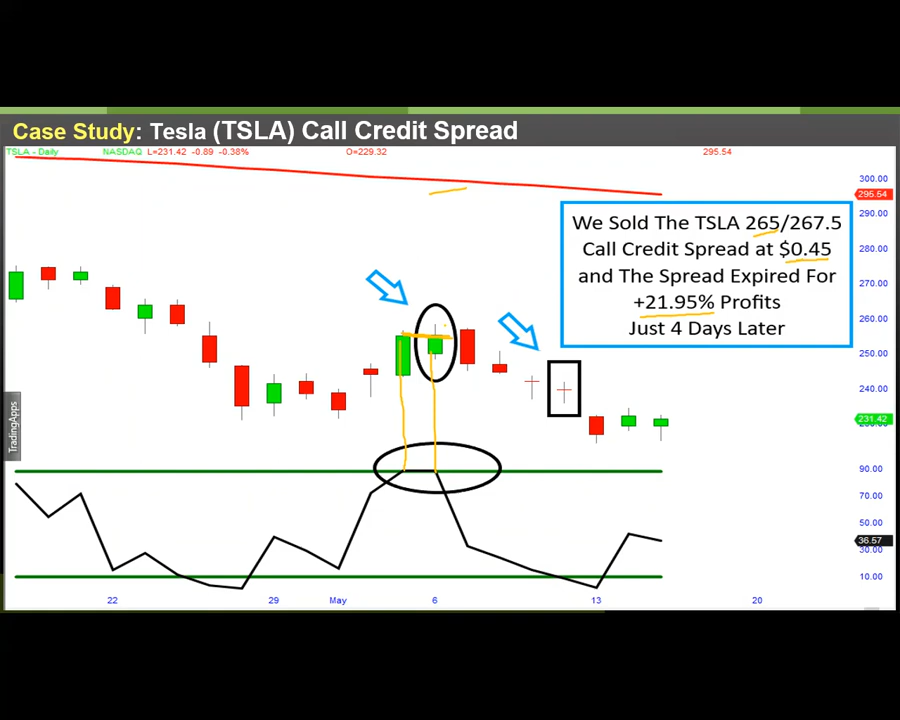 Case Study: Tesla (TSLA) Call Credit Spread
TSLA - Daily NASDAQ L=231.42 -0.89 -0.38% O=229.32 295.54
300.00
295.54
290.00
280.00
270.00
260.00
250.00
240.00
231.42
We Sold The TSLA 265/267.5
Call Credit Spread at $0.45
and The Spread Expired For
+21.95% Profits
Just 4 Days Later
TradingApps
90.00
70.00
50.00
36.57
30.00
10.00
22 29 May 6 13 20